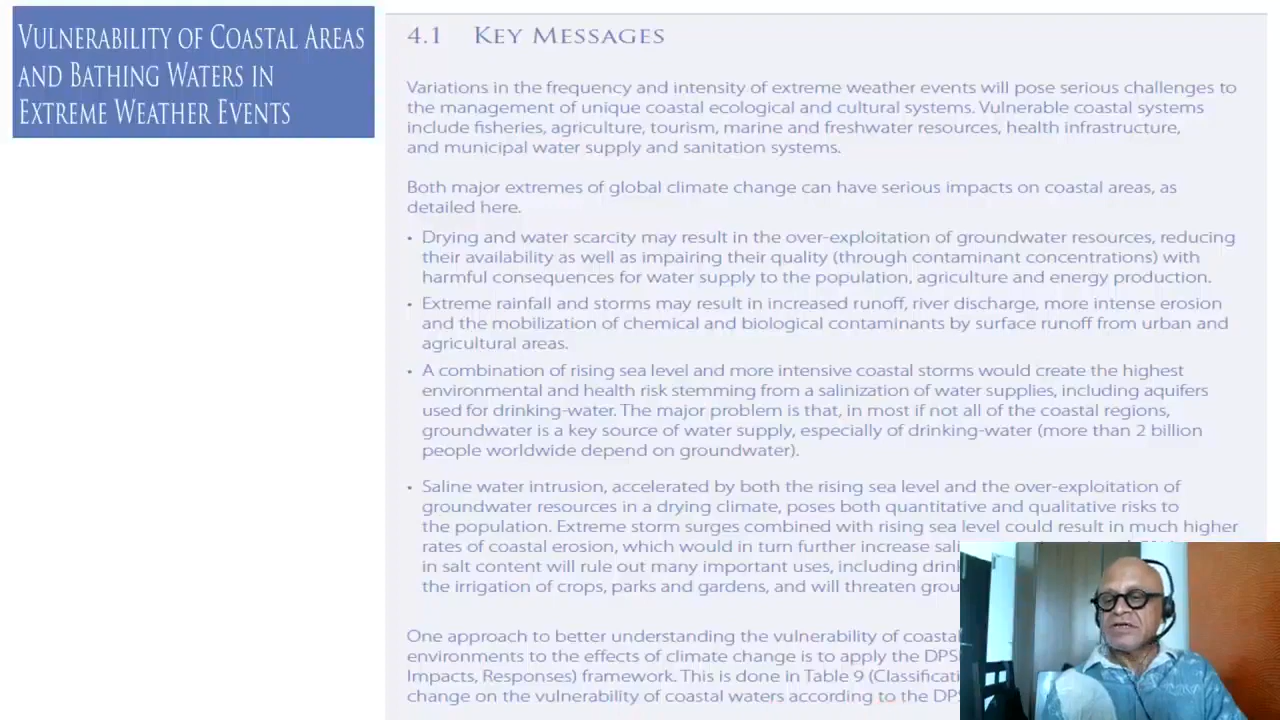 VULNERABILITY OF COASTAL AREAS
AND BATHING WATERS IN
EXTREME WEATHER EVENTS
4.1 KEY MESSAGES
Variations in the frequency and intensity of extreme weather events will pose serious challenges to
the management of unique coastal ecological and cultural systems. Vulnerable coastal systems
include fisheries, agriculture, tourism, marine and freshwater resources, health infrastructure,
and municipal water supply and sanitation systems.
Both major extremes of global climate change can have serious impacts on coastal areas, as
detailed here.
• Drying and water scarcity may result in the over-exploitation of groundwater resources, reducing
their availability as well as impairing their quality (through contaminant concentrations) with
harmful consequences for water supply to the population, agriculture and energy production.
• Extreme rainfall and storms may result in increased runoff, river discharge, more intense erosion
and the mobilization of chemical and biological contaminants by surface runoff from urban and
agricultural areas.
• A combination of rising sea level and more intensive coastal storms would create the highest
environmental and health risk stemming from a salinization of water supplies, including aquifers
used for drinking-water. The major problem is that, in most if not all of the coastal regions,
groundwater is a key source of water supply, especially of drinking-water (more than 2 billion
people worldwide depend on groundwater).
• Saline water intrusion, accelerated by both the rising sea level and the over-exploitation of
groundwater resources in a drying climate, poses both quantitative and qualitative risks to
the population. Extreme storm surges combined with rising sea level could result in much higher
rates of coastal erosion, which would in turn further increase
in salt content will rule out many important uses, including
the irrigation of crops, parks and gardens, and will threaten
One approach to better understanding the vulnerability of
environments to the effects of climate change is to apply the
Impacts, Responses) framework. This is done in Table 9
change on the vulnerability of coastal waters according to the